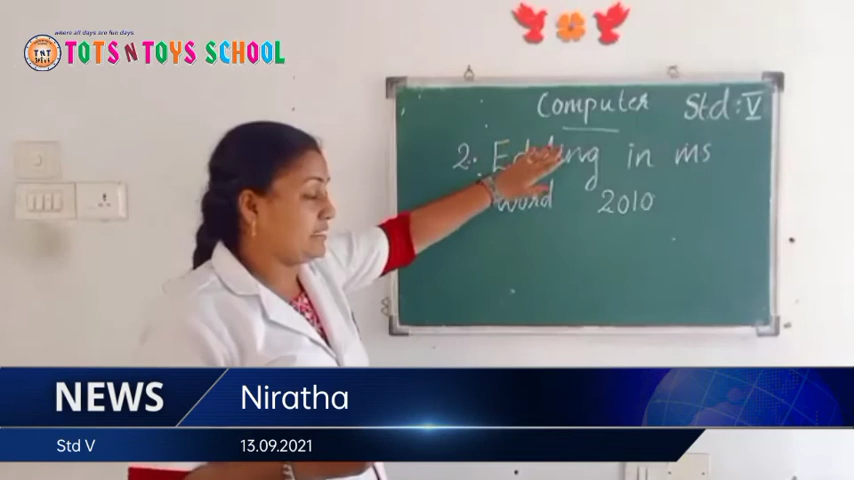 where all days are fun days
TNT
TOTS N TOYS SCHOOL
Computer Std: V
2. Editing in ms
word 2010
NEWS Niratha
Std V 13.09.2021